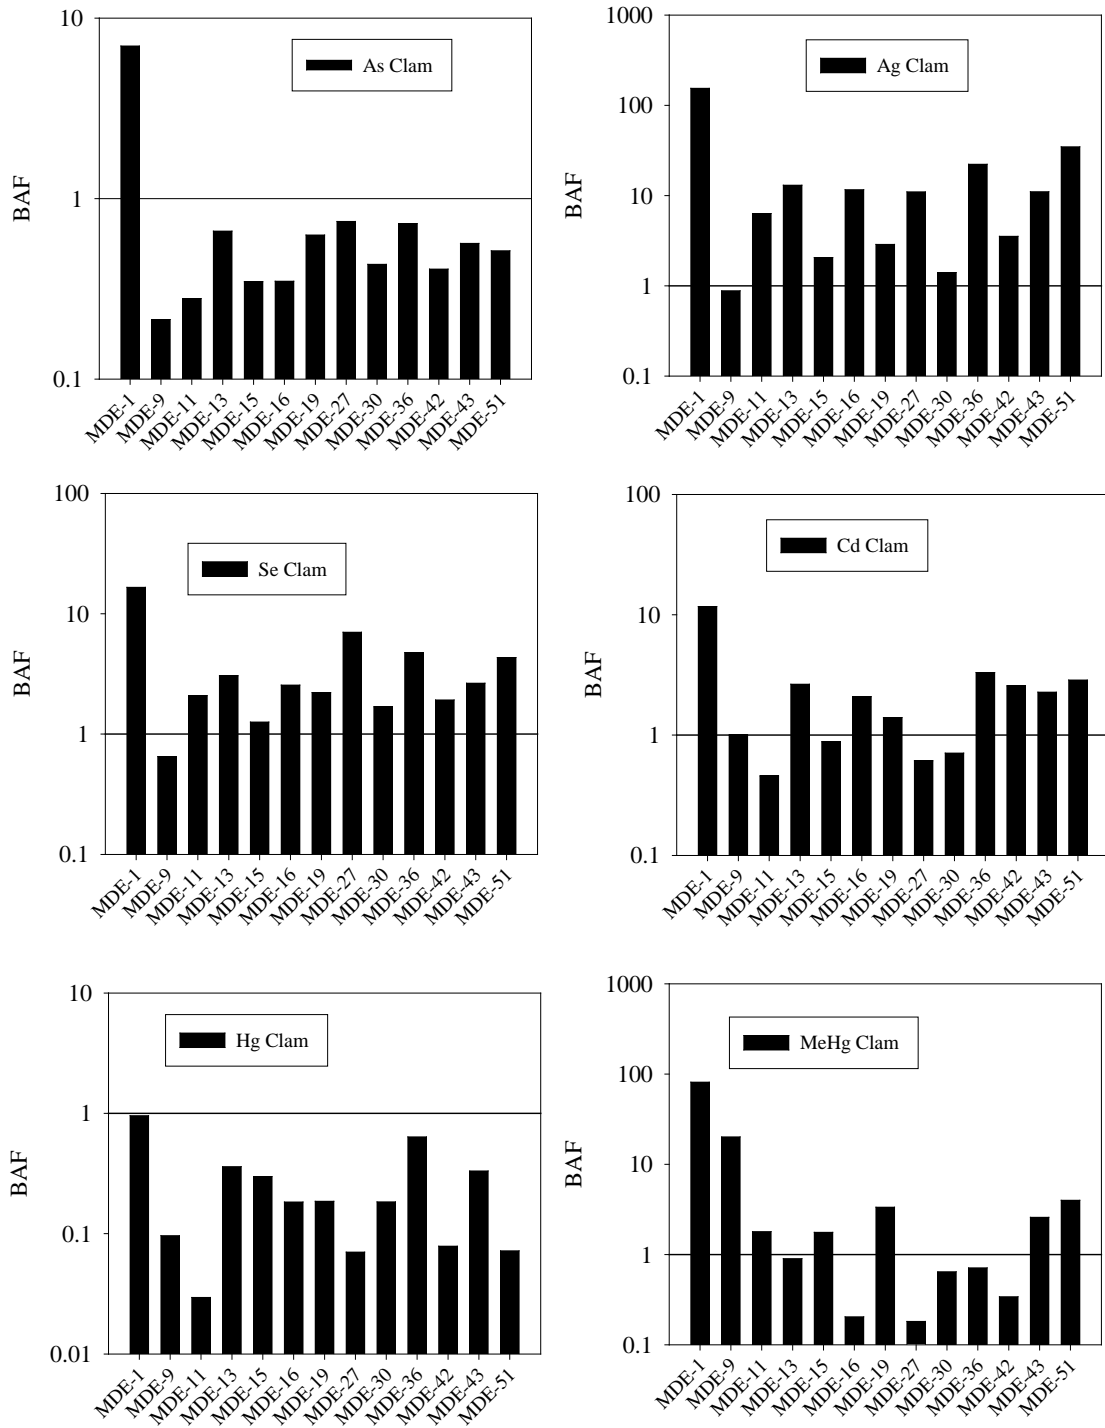 As Clam
BAF
10
1
0.1
MDE-1
MDE-9
MDE-11
MDE-13
MDE-15
MDE-16
MDE-19
MDE-27
MDE-30
MDE-36
MDE-42
MDE-43
MDE-51
Ag Clam
BAF
1000
100
10
1
0.1
MDE-1
MDE-9
MDE-11
MDE-13
MDE-15
MDE-16
MDE-19
MDE-27
MDE-30
MDE-36
MDE-42
MDE-43
MDE-51
Se Clam
BAF
100
10
1
0.1
MDE-1
MDE-9
MDE-11
MDE-13
MDE-15
MDE-16
MDE-19
MDE-27
MDE-30
MDE-36
MDE-42
MDE-43
MDE-51
Cd Clam
BAF
100
10
1
0.1
MDE-1
MDE-9
MDE-11
MDE-13
MDE-15
MDE-16
MDE-19
MDE-27
MDE-30
MDE-36
MDE-42
MDE-43
MDE-51
Hg Clam
BAF
10
1
0.1
0.01
MDE-1
MDE-9
MDE-11
MDE-13
MDE-15
MDE-16
MDE-19
MDE-27
MDE-30
MDE-36
MDE-42
MDE-43
MDE-51
MeHg Clam
BAF
1000
100
10
1
0.1
MDE-1
MDE-9
MDE-11
MDE-13
MDE-15
MDE-16
MDE-19
MDE-27
MDE-30
MDE-36
MDE-42
MDE-43
MDE-51